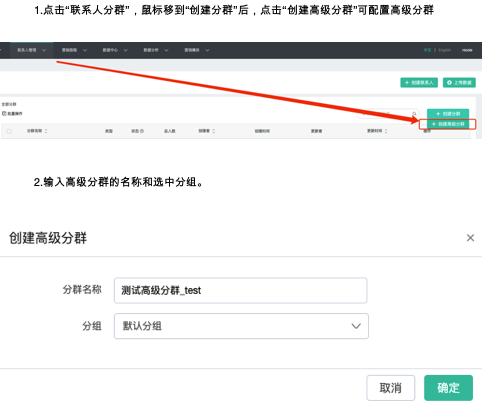 1.点击“联系人分群”，鼠标移到“创建分群”后，点击“创建高级分群”可配置高级分群
联系人管理 营销画板 数据中心 数据分析 营销模块 中文 | English nicole
＋ 创建联系人 上传数据
全部分群
批量操作 ＋ 创建分群
＋ 创建高级分群
分群名称 类型 状态 总人数 创建者 创建时间 更新者 更新时间 操作
2.输入高级分群的名称和选中分组。
创建高级分群 ×
分群名称 测试高级分群_test
分组 默认分组
取消 确定